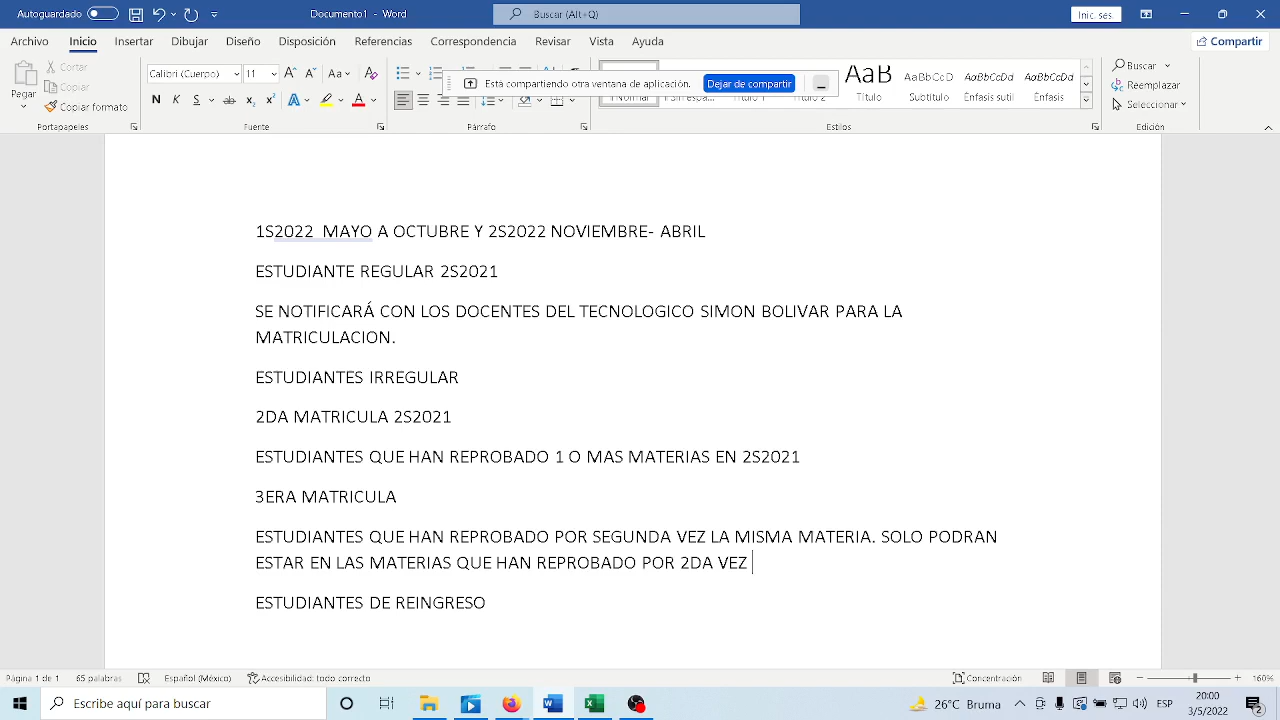 Autoguardado
Documento1 - Word
Buscar (Alt+Q)
Inic. ses.
Archivo Inicio Insertar Dibujar Diseño Disposición Referencias Correspondencia Revisar Vista Ayuda
Compartir
Cortar
Copiar
Copiar formato
Portapapeles
Calibri (Cuerpo) 11
Fuente
Párrafo
Está compartiendo otra ventana de aplicación. Dejar de compartir
AaB AaBbCcD AaBbCcDc AaBbCcDc
Título Subtítulo Énfasis sutil Énfasis
Estilos
Buscar
Reemplazar
Seleccionar
Edición
1S2022 MAYO A OCTUBRE Y 2S2022 NOVIEMBRE- ABRIL
ESTUDIANTE REGULAR 2S2021
SE NOTIFICARÁ CON LOS DOCENTES DEL TECNOLOGICO SIMON BOLIVAR PARA LA
MATRICULACION.
ESTUDIANTES IRREGULAR
2DA MATRICULA 2S2021
ESTUDIANTES QUE HAN REPROBADO 1 O MAS MATERIAS EN 2S2021
3ERA MATRICULA
ESTUDIANTES QUE HAN REPROBADO POR SEGUNDA VEZ LA MISMA MATERIA. SOLO PODRAN
ESTAR EN LAS MATERIAS QUE HAN REPROBADO POR 2DA VEZ
ESTUDIANTES DE REINGRESO
Página 1 de 1 65 palabras Español (México) Accesibilidad: todo correcto
Concentración
160%
Escribe aquí para buscar
26°C Bruma
ESP
20:00
3/5/2022
2